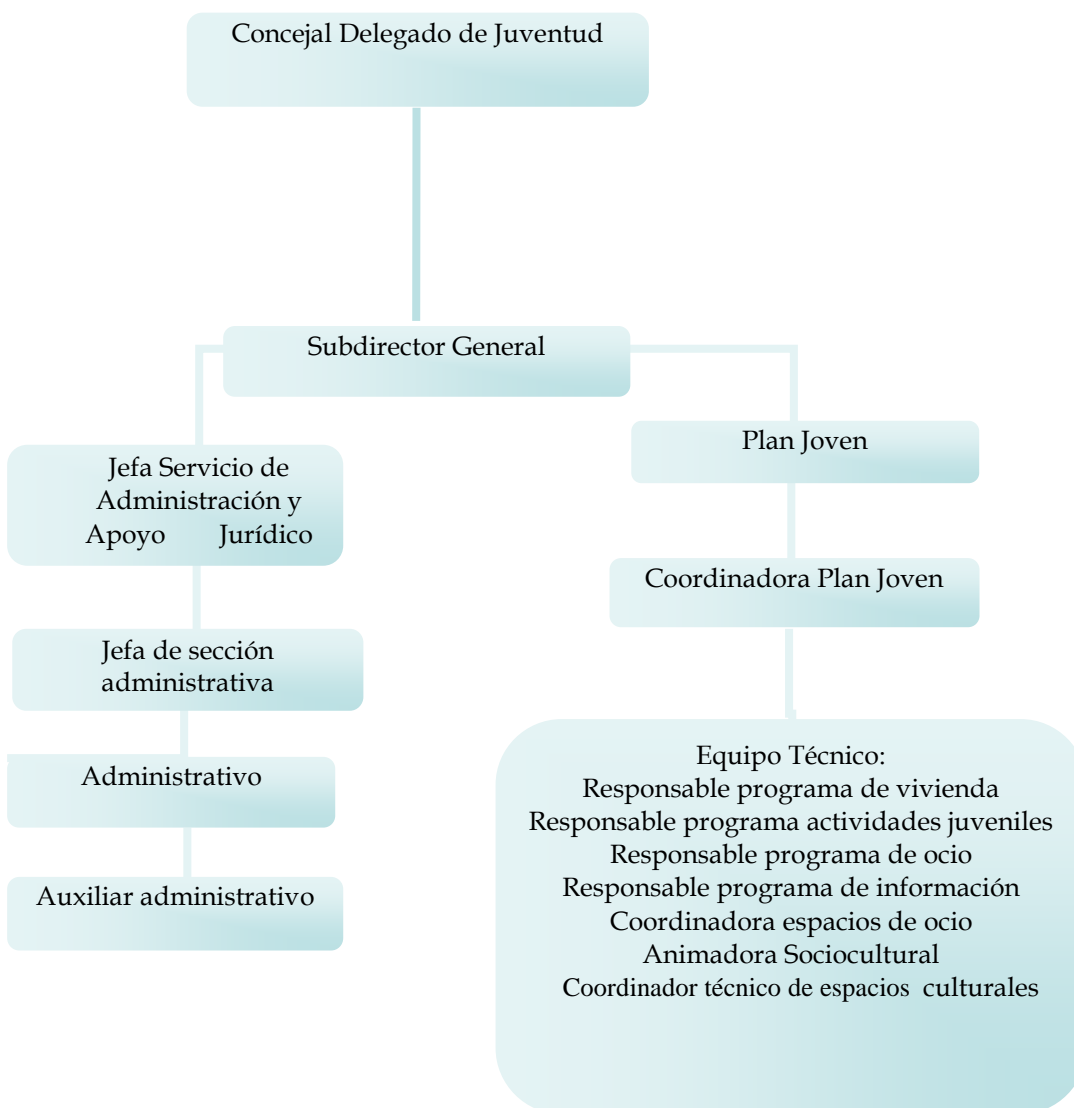 Concejal Delegado de Juventud
Subdirector General
Jefa Servicio de
Administración y
Apoyo Jurídico
Jefa de sección
administrativa
Administrativo
Auxiliar administrativo
Plan Joven
Coordinadora Plan Joven
Equipo Técnico:
Responsable programa de vivienda
Responsable programa actividades juveniles
Responsable programa de ocio
Responsable programa de información
Coordinadora espacios de ocio
Animadora Sociocultural
Coordinador técnico de espacios culturales